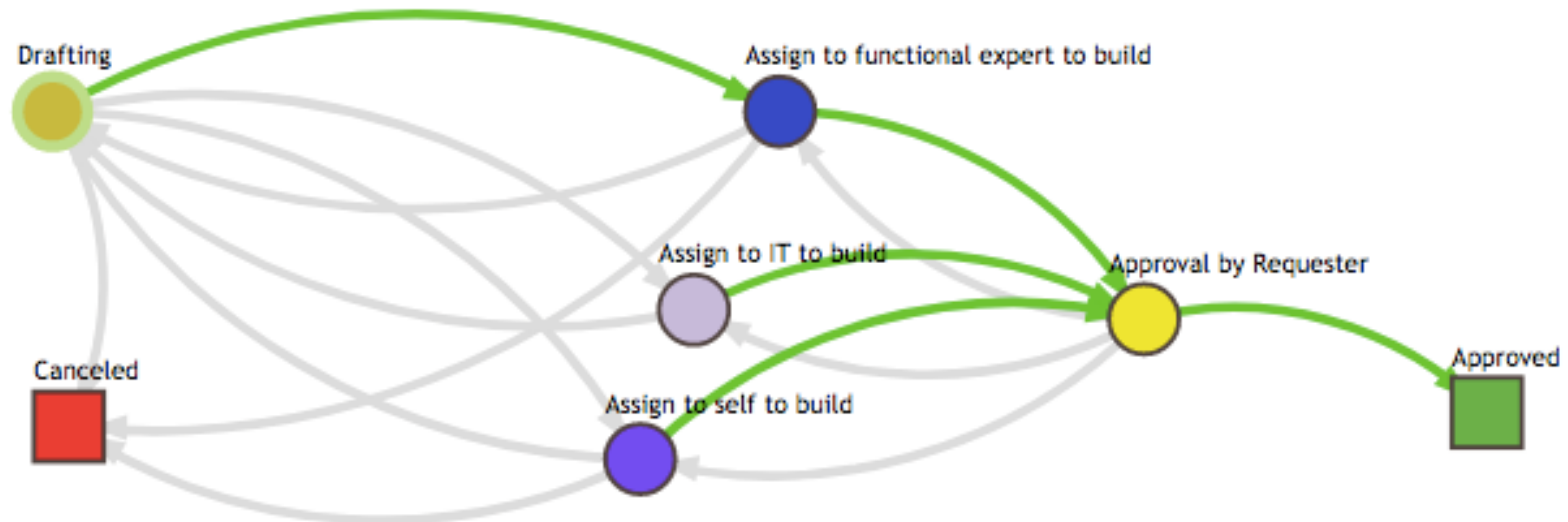 Drafting
Assign to functional expert to build
Assign to IT to build
Approval by Requester
Canceled
Approved
Assign to self to build